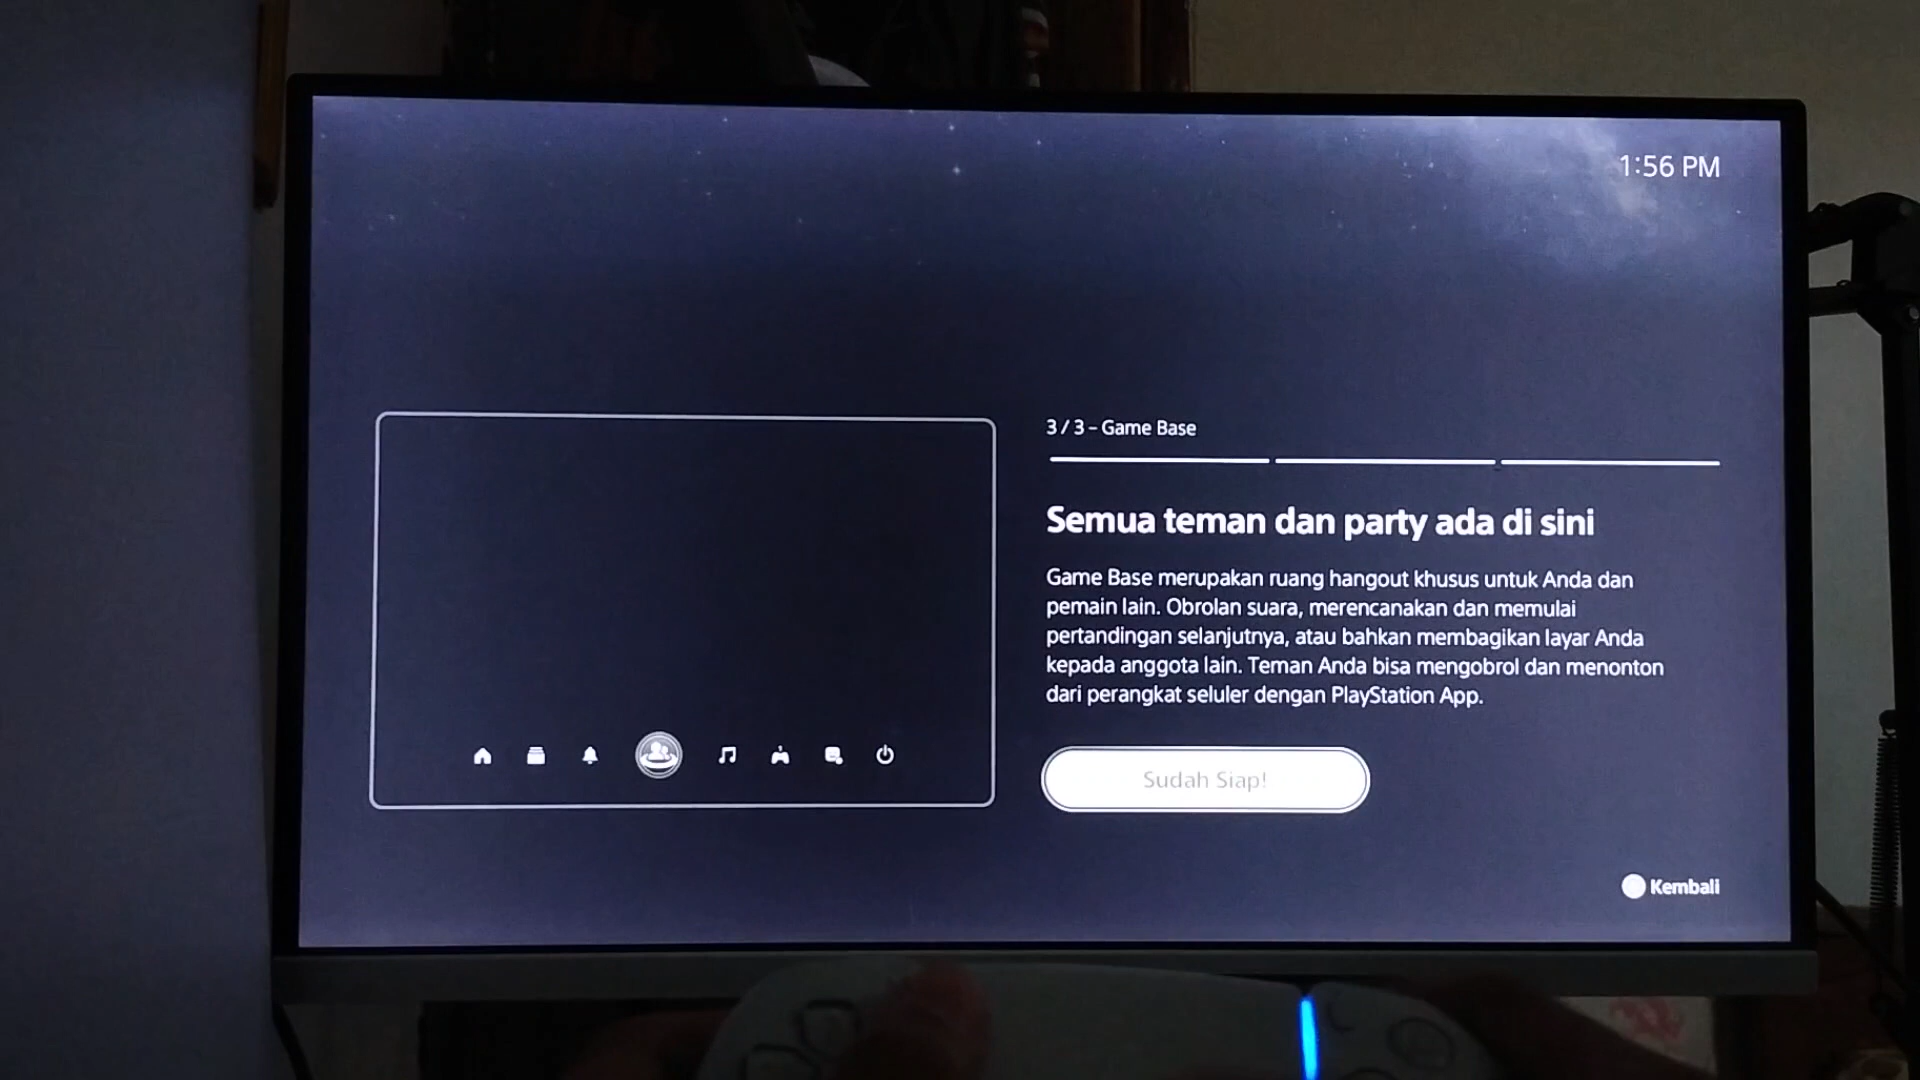 1:56 PM
3 / 3 – Game Base
Semua teman dan party ada di sini
Game Base merupakan ruang hangout khusus untuk Anda dan
pemain lain. Obrolan suara, merencanakan dan memulai
pertandingan selanjutnya, atau bahkan membagikan layar Anda
kepada anggota lain. Teman Anda bisa mengobrol dan menonton
dari perangkat seluler dengan PlayStation App.
Sudah Siap!
Kembali